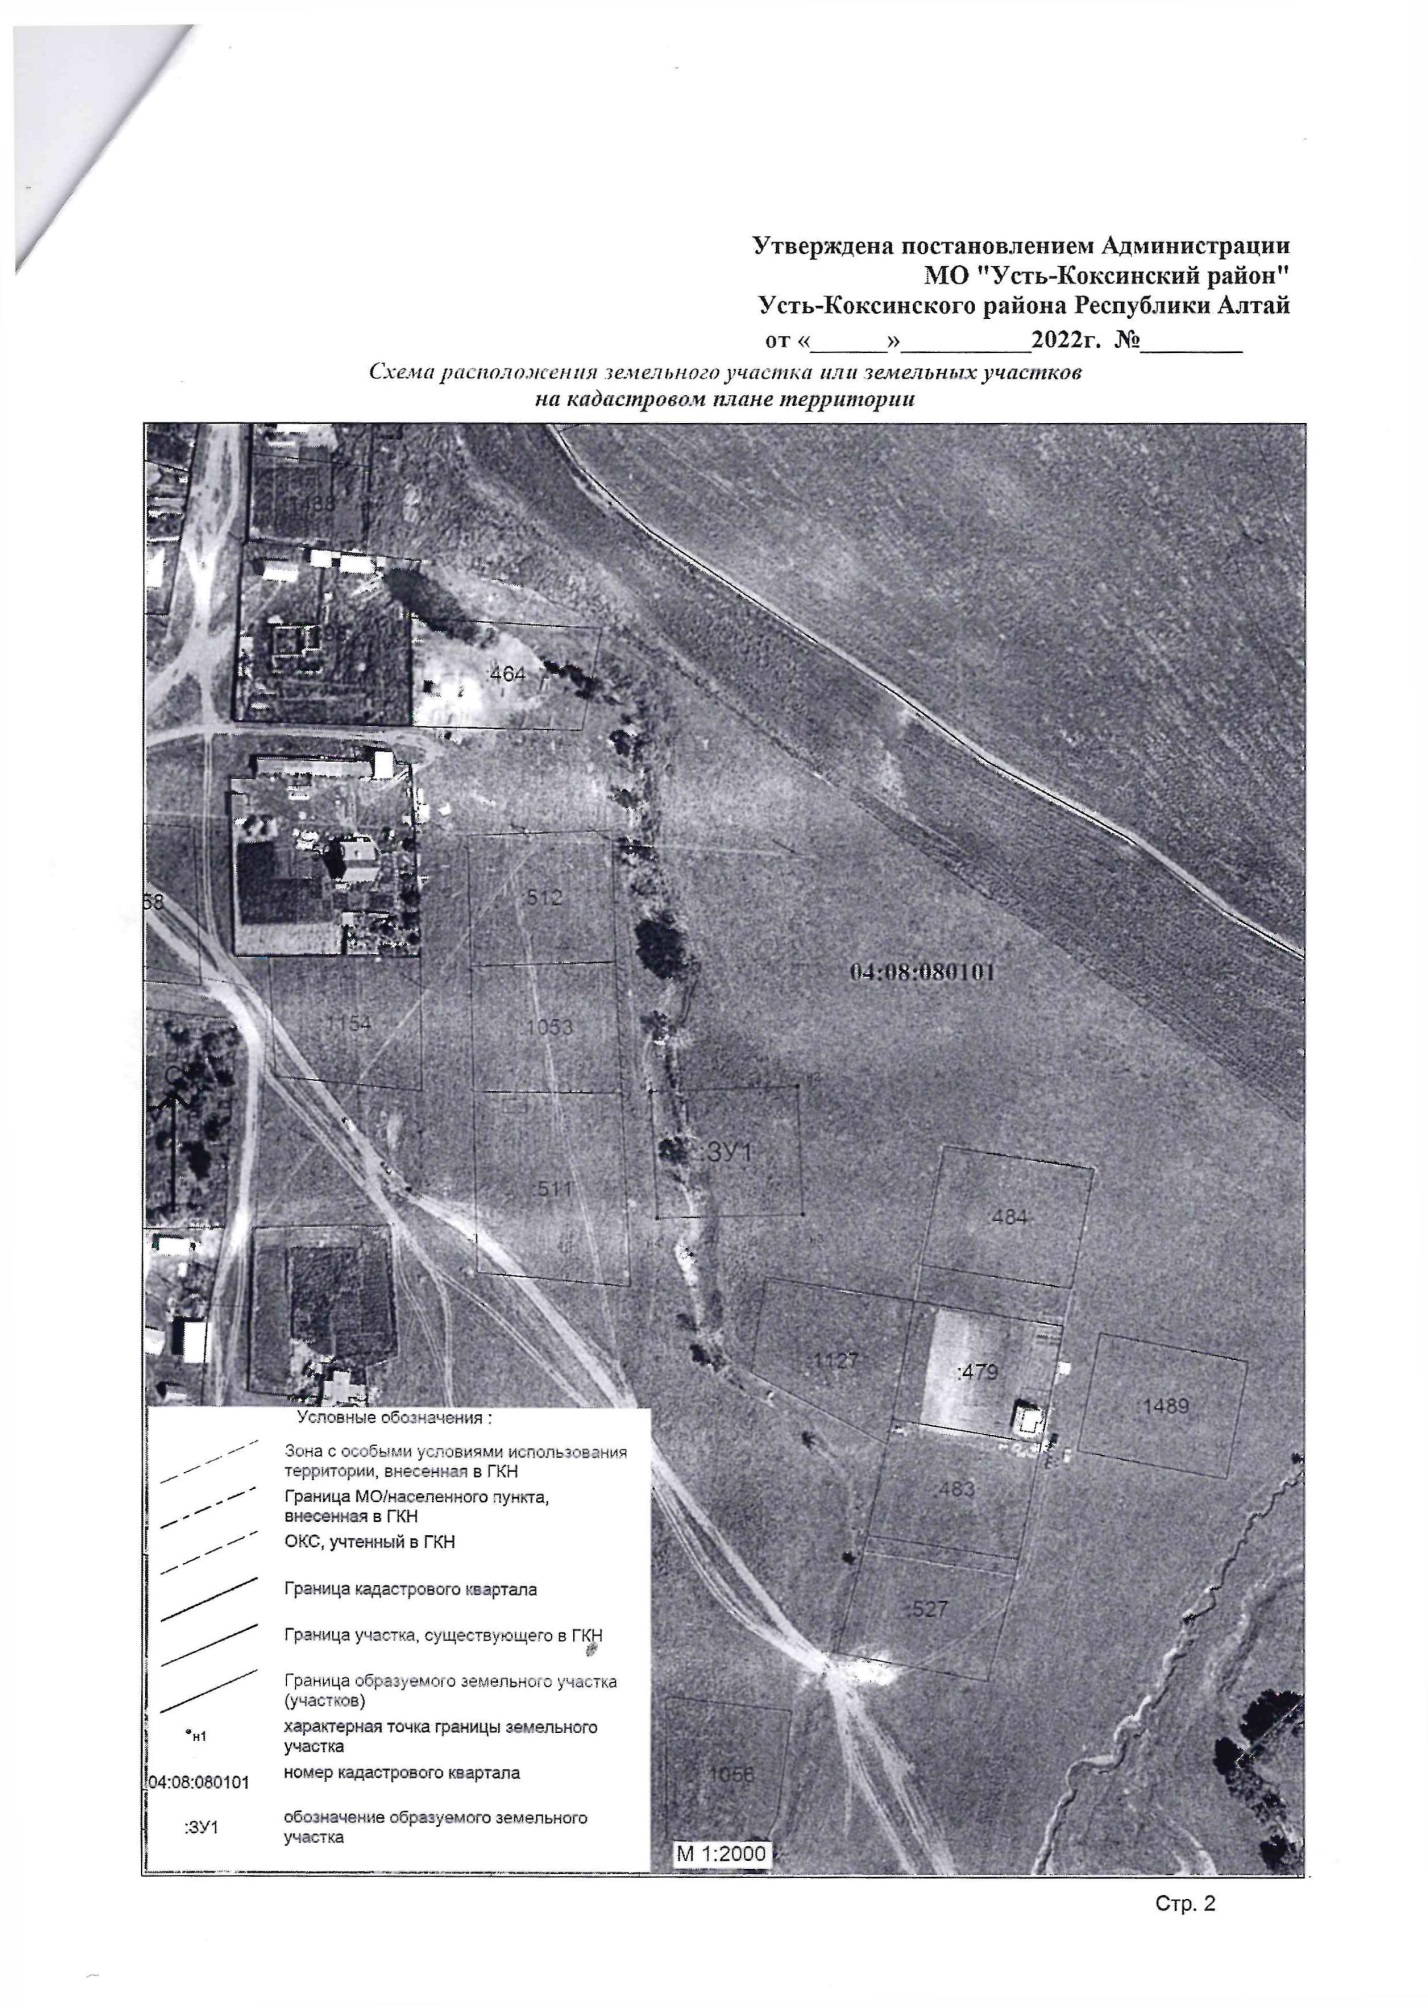 Утверждена постановлением Администрации
МО "Усть-Коксинский район"
Усть-Коксинского района Республики Алтай
от «______»__________2022г. №________
Схема расположения земельного участка или земельных участков
на кадастровом плане территории
:464
:512
04:08:080101
:1154
:1053
:ЗУ1
:511
:484
:1127
:479
:1489
:483
:527
1056
Условные обозначения :
Зона с особыми условиями использования
территории, внесенная в ГКН
Граница МО/населенного пункта,
внесенная в ГКН
ОКС, учтенный в ГКН
Граница кадастрового квартала
Граница участка, существующего в ГКН
Граница образуемого земельного участка
(участков)
н1 характерная точка границы земельного
участка
04:08:080101 номер кадастрового квартала
:ЗУ1 обозначение образуемого земельного
участка
М 1:2000
Стр. 2